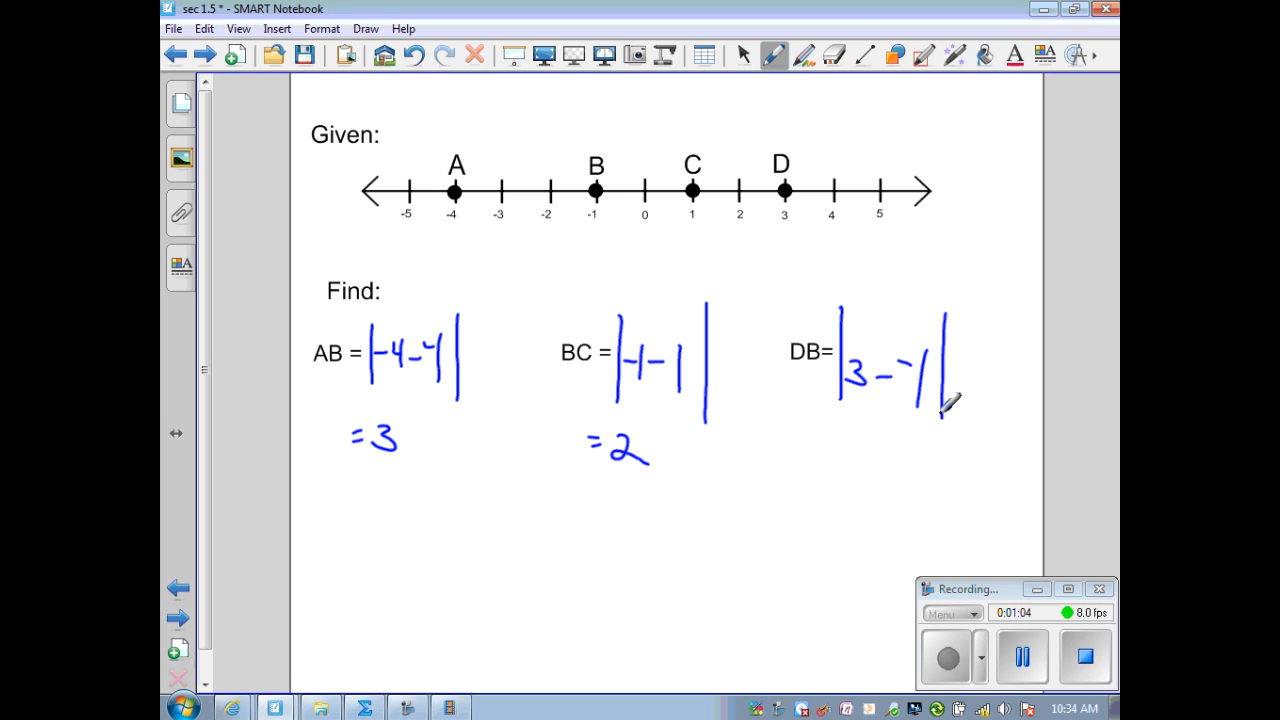 sec 1.5 * - SMART Notebook
File Edit View Insert Format Draw Help
Given:
A B C D
-5 -4 -3 -2 -1 0 1 2 3 4 5
Find:
AB = |-4 - -1| BC = |-1 - 1| DB= |3 - -1|
= 3 = 2
Recording...
Menu 0:01:04 8.0 fps
10:34 AM